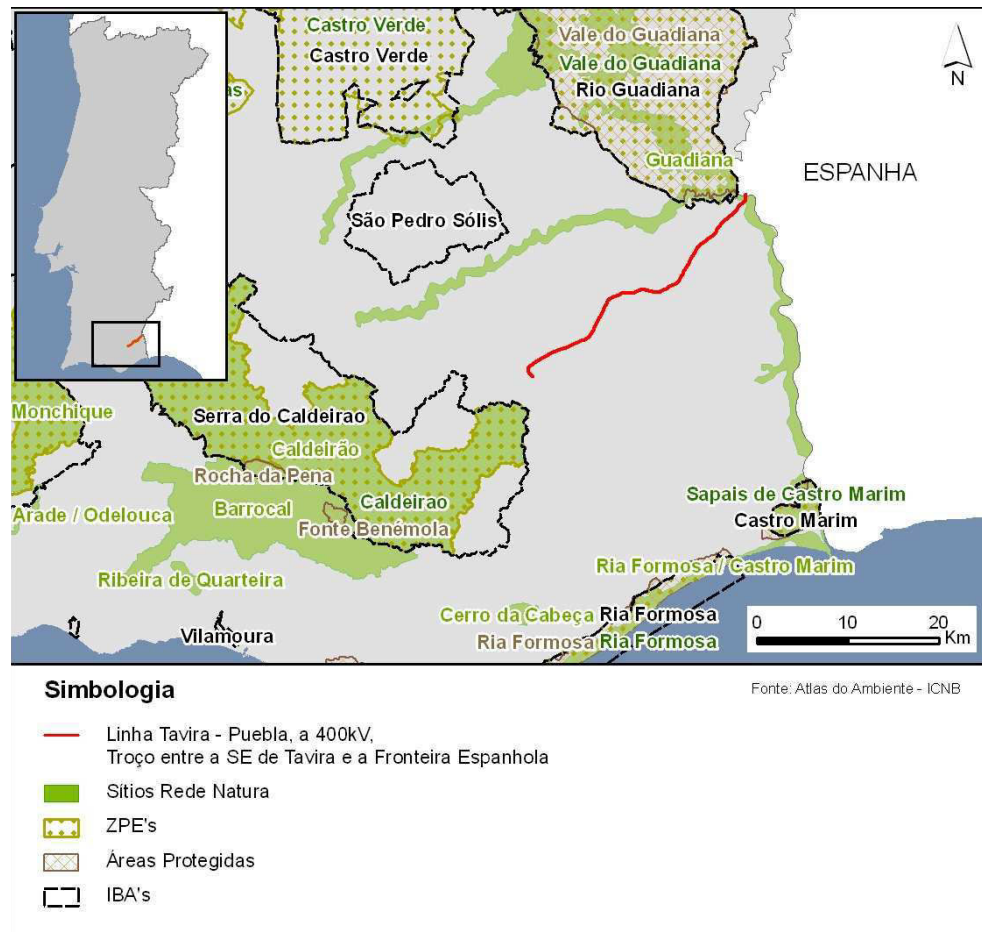 Castro Verde
Castro Verde
Vale do Guadiana
Vale do Guadiana
Rio Guadiana
N
as
Guadiana
ESPANHA
São Pedro Sólis
Monchique
Serra do Caldeirao
Caldeirão
Rocha da Pena
Caldeirao
Barrocal
Arade / Odelouca
Fonte Benémola
Sapais de Castro Marim
Castro Marim
Ribeira de Quarteira
Ria Formosa / Castro Marim
Cerro da Cabeça Ria Formosa
Vilamoura
Ria Formosa Ria Formosa
0 10 20
Km
Simbologia
Fonte: Atlas do Ambiente - ICNB
Linha Tavira - Puebla, a 400kV,
Troço entre a SE de Tavira e a Fronteira Espanhola
Sítios Rede Natura
ZPE's
Áreas Protegidas
IBA's